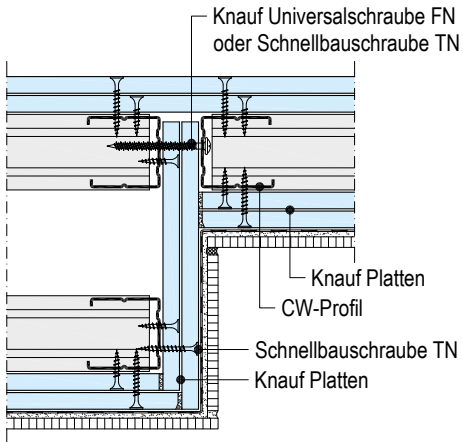 Knauf Universalschraube FN
oder Schnellbauschraube TN
Knauf Platten
CW-Profil
Schnellbauschraube TN
Knauf Platten